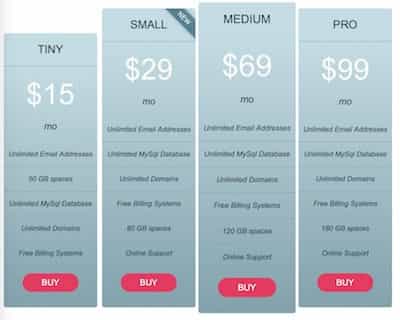 TINY
$15
mo
Unlimited Email Addresses
50 GB spaces
Unlimited MySql Database
Unlimited Domains
Free Billing Systems
BUY
SMALL
NEW
$29
mo
Unlimited Email Addresses
Unlimited MySql Database
Unlimited Domains
Free Billing Systems
80 GB spaces
Online Support
BUY
MEDIUM
$69
mo
Unlimited Email Addresses
Unlimited MySql Database
Unlimited Domains
Free Billing Systems
120 GB spaces
Online Support
BUY
PRO
$99
mo
Unlimited Email Addresses
Unlimited MySql Database
Unlimited Domains
Free Billing Systems
180 GB spaces
Online Support
BUY